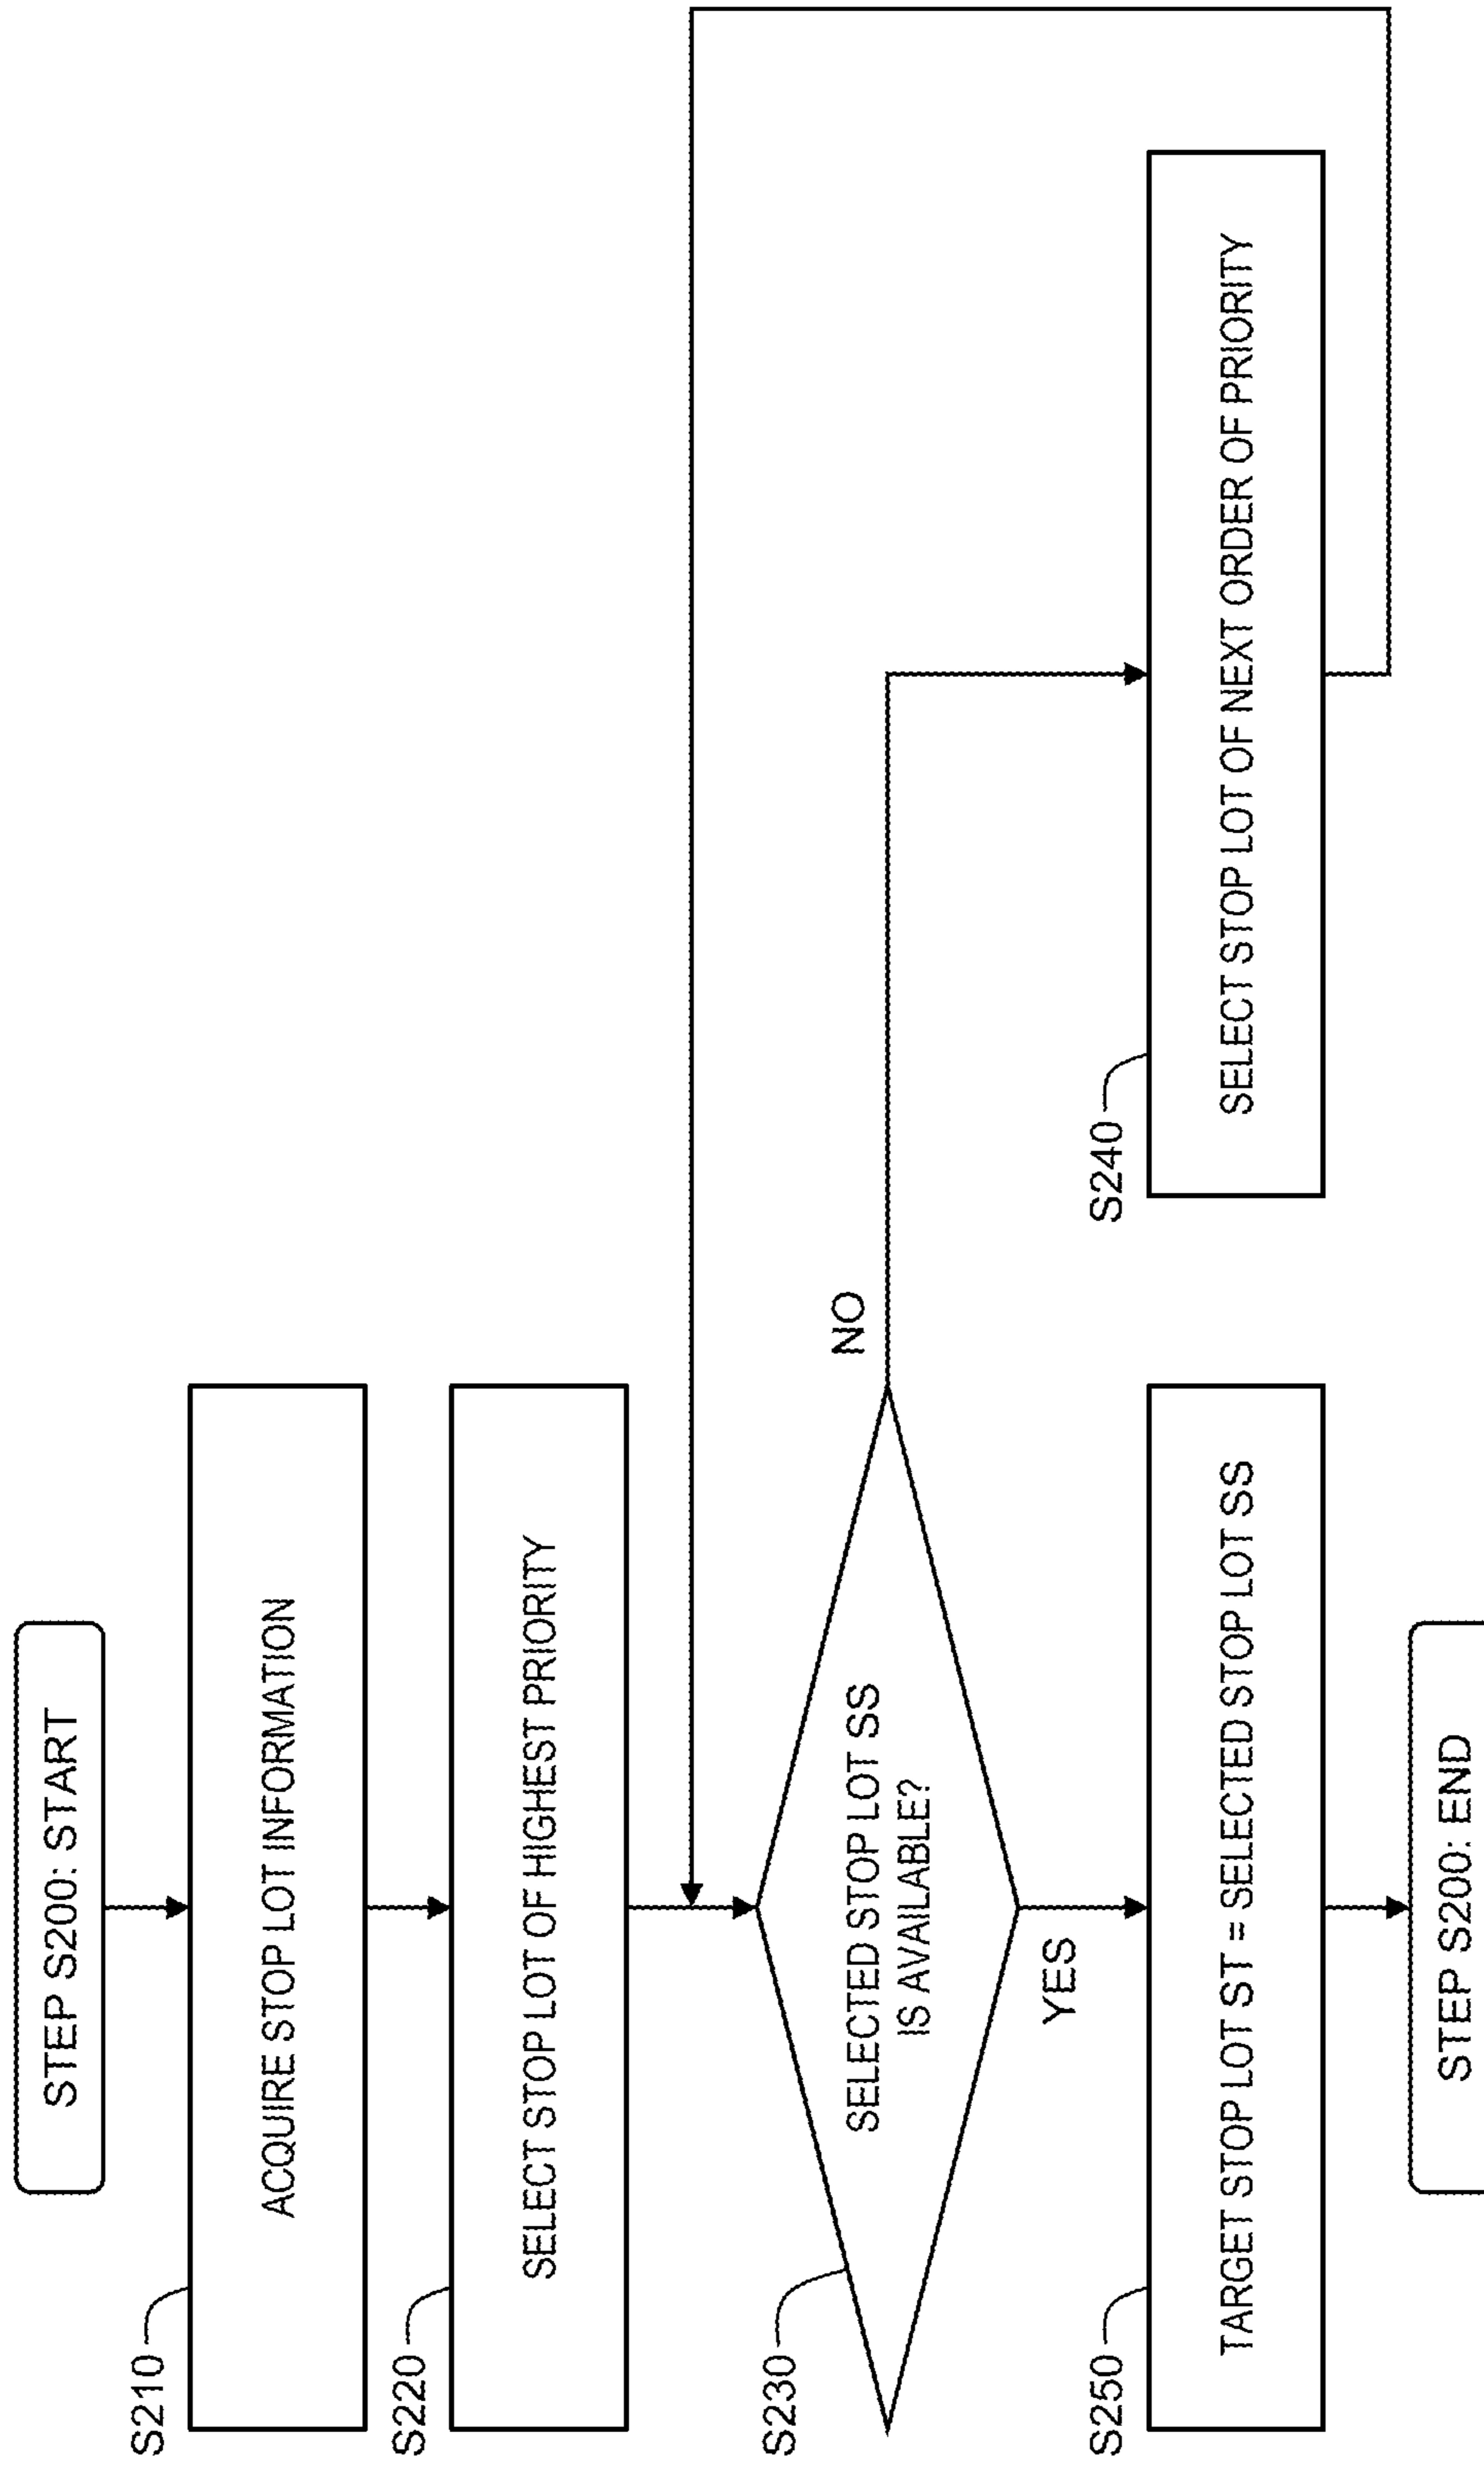 STEP S200: START
S210
ACQUIRE STOP LOT INFORMATION
S220
SELECT STOP LOT OF HIGHEST PRIORITY
S230
SELECTED STOP LOT SS
IS AVAILABLE?
NO
YES
S240
SELECT STOP LOT OF NEXT ORDER OF PRIORITY
S250
TARGET STOP LOT ST = SELECTED STOP LOT SS
STEP S200: END